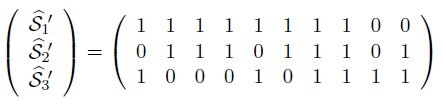 Ŝ₁′ 1 1 1 1 1 1 1 1 0 0
Ŝ₂′ = 0 1 1 1 1 0 1 1 1 0 1
Ŝ₃′ 1 0 0 0 1 0 1 1 1 1